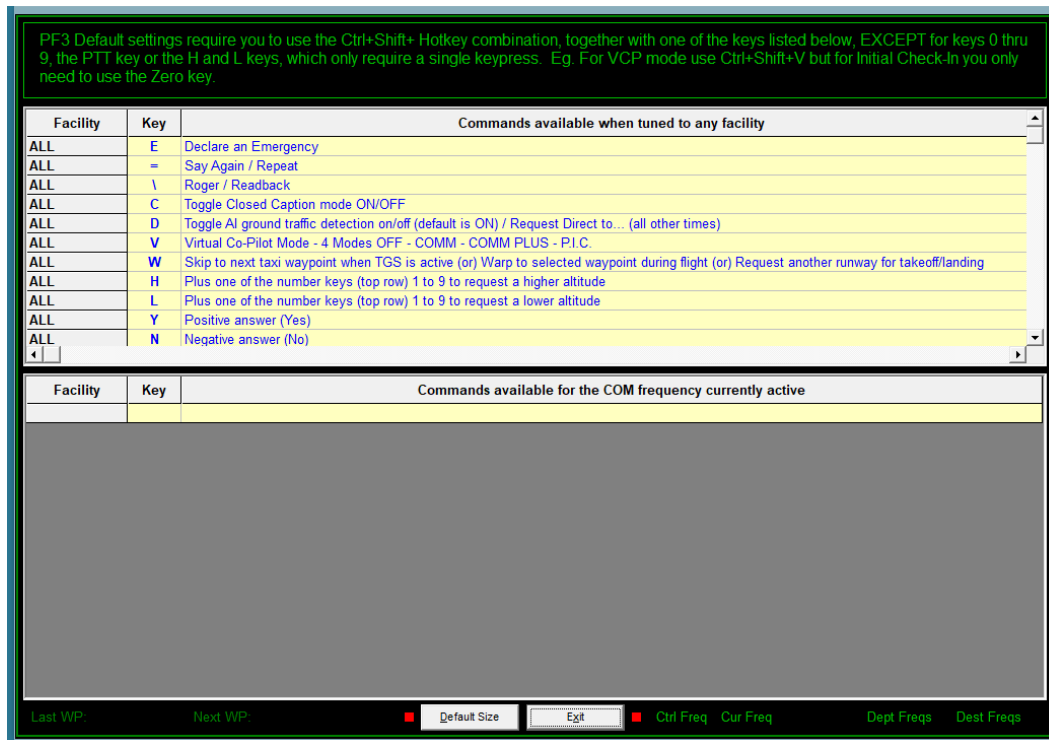 PF3 Default settings require you to use the Ctrl+Shift+ Hotkey combination, together with one of the keys listed below, EXCEPT for keys 0 thru
9, the PTT key or the H and L keys, which only require a single keypress.  Eg. For VCP mode use Ctrl+Shift+V but for Initial Check-In you only
need to use the Zero key.
Facility Key Commands available when tuned to any facility
ALL E Declare an Emergency
ALL = Say Again / Repeat
ALL \ Roger / Readback
ALL C Toggle Closed Caption mode ON/OFF
ALL D Toggle AI ground traffic detection on/off (default is ON) / Request Direct to... (all other times)
ALL V Virtual Co-Pilot Mode - 4 Modes OFF - COMM - COMM PLUS - P.I.C.
ALL W Skip to next taxi waypoint when TGS is active (or) Warp to selected waypoint during flight (or) Request another runway for takeoff/landing
ALL H Plus one of the number keys (top row) 1 to 9 to request a higher altitude
ALL L Plus one of the number keys (top row) 1 to 9 to request a lower altitude
ALL Y Positive answer (Yes)
ALL N Negative answer (No)
Facility Key Commands available for the COM frequency currently active
Last WP: Next WP: Default Size Exit Ctrl Freq Cur Freq Dept Freqs Dest Freqs